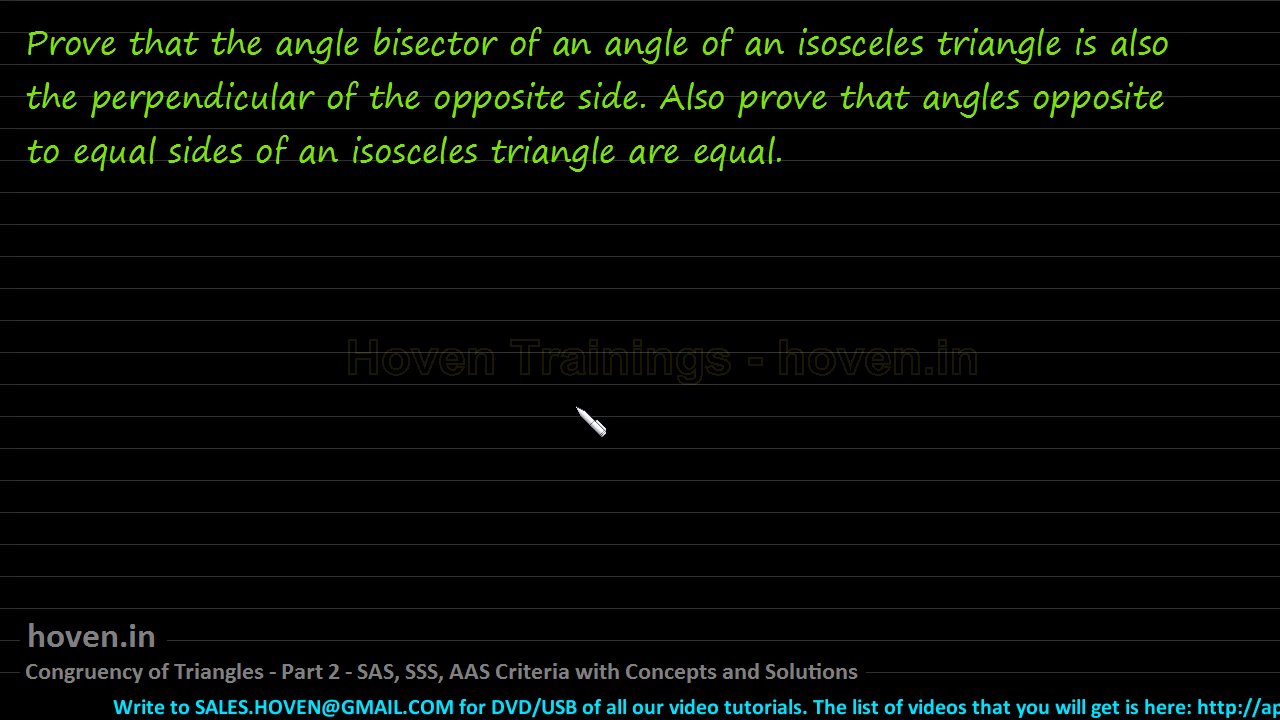 Prove that the angle bisector of an angle of an isosceles triangle is also
the perpendicular of the opposite side. Also prove that angles opposite
to equal sides of an isosceles triangle are equal.
Hoven Trainings - hoven.in
hoven.in
Congruency of Triangles - Part 2 - SAS, SSS, AAS Criteria with Concepts and Solutions
Write to SALES.HOVEN@GMAIL.COM for DVD/USB of all our video tutorials. The list of videos that you will get is here: http://ap